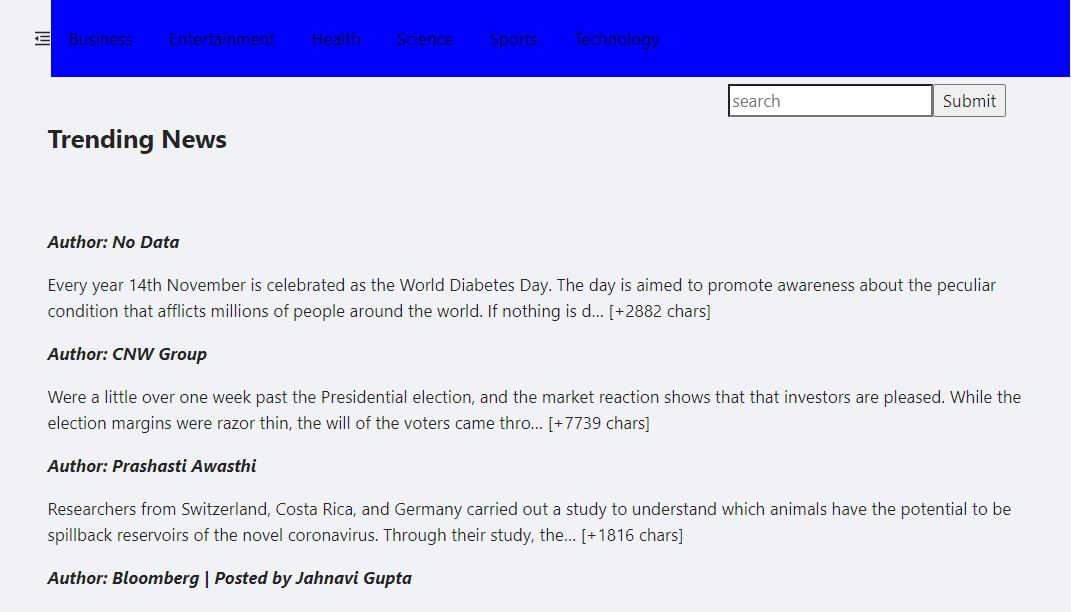 Business Entertainment Health Science Sports Technology
search Submit
Trending News
Author: No Data
Every year 14th November is celebrated as the World Diabetes Day. The day is aimed to promote awareness about the peculiar
condition that afflicts millions of people around the world. If nothing is d… [+2882 chars]
Author: CNW Group
Were a little over one week past the Presidential election, and the market reaction shows that that investors are pleased. While the
election margins were razor thin, the will of the voters came thro… [+7739 chars]
Author: Prashasti Awasthi
Researchers from Switzerland, Costa Rica, and Germany carried out a study to understand which animals have the potential to be
spillback reservoirs of the novel coronavirus. Through their study, the… [+1816 chars]
Author: Bloomberg | Posted by Jahnavi Gupta